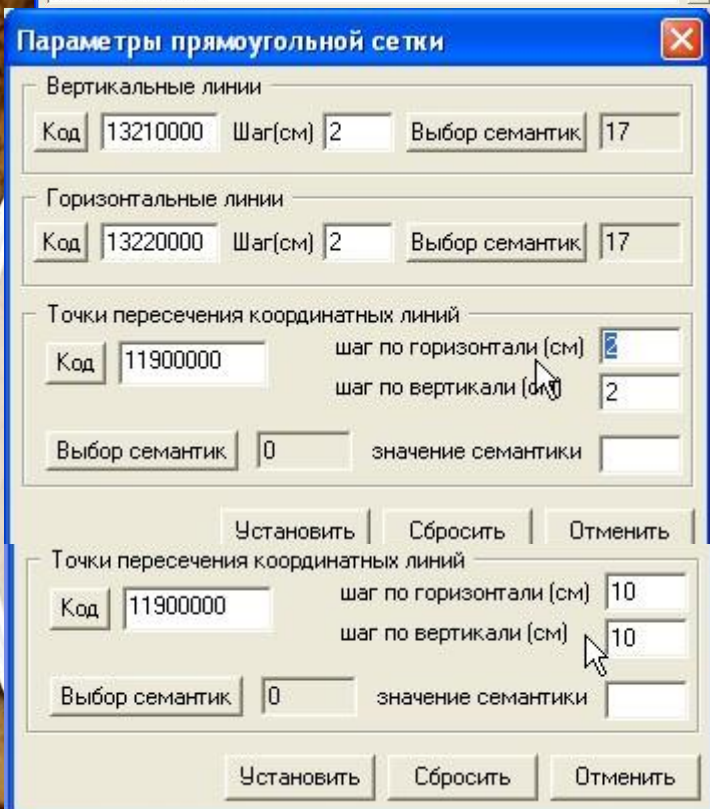 Параметры прямоугольной сетки
Вертикальные линии
Код 13210000 Шаг(см) 2 Выбор семантик 17
Горизонтальные линии
Код 13220000 Шаг(см) 2 Выбор семантик 17
Точки пересечения координатных линий
Код 11900000 шаг по горизонтали (см) 2
шаг по вертикали (см) 2
Выбор семантик 0 значение семантики
Установить Сбросить Отменить
Точки пересечения координатных линий
Код 11900000 шаг по горизонтали (см) 10
шаг по вертикали (см) 10
Выбор семантик 0 значение семантики
Установить Сбросить Отменить